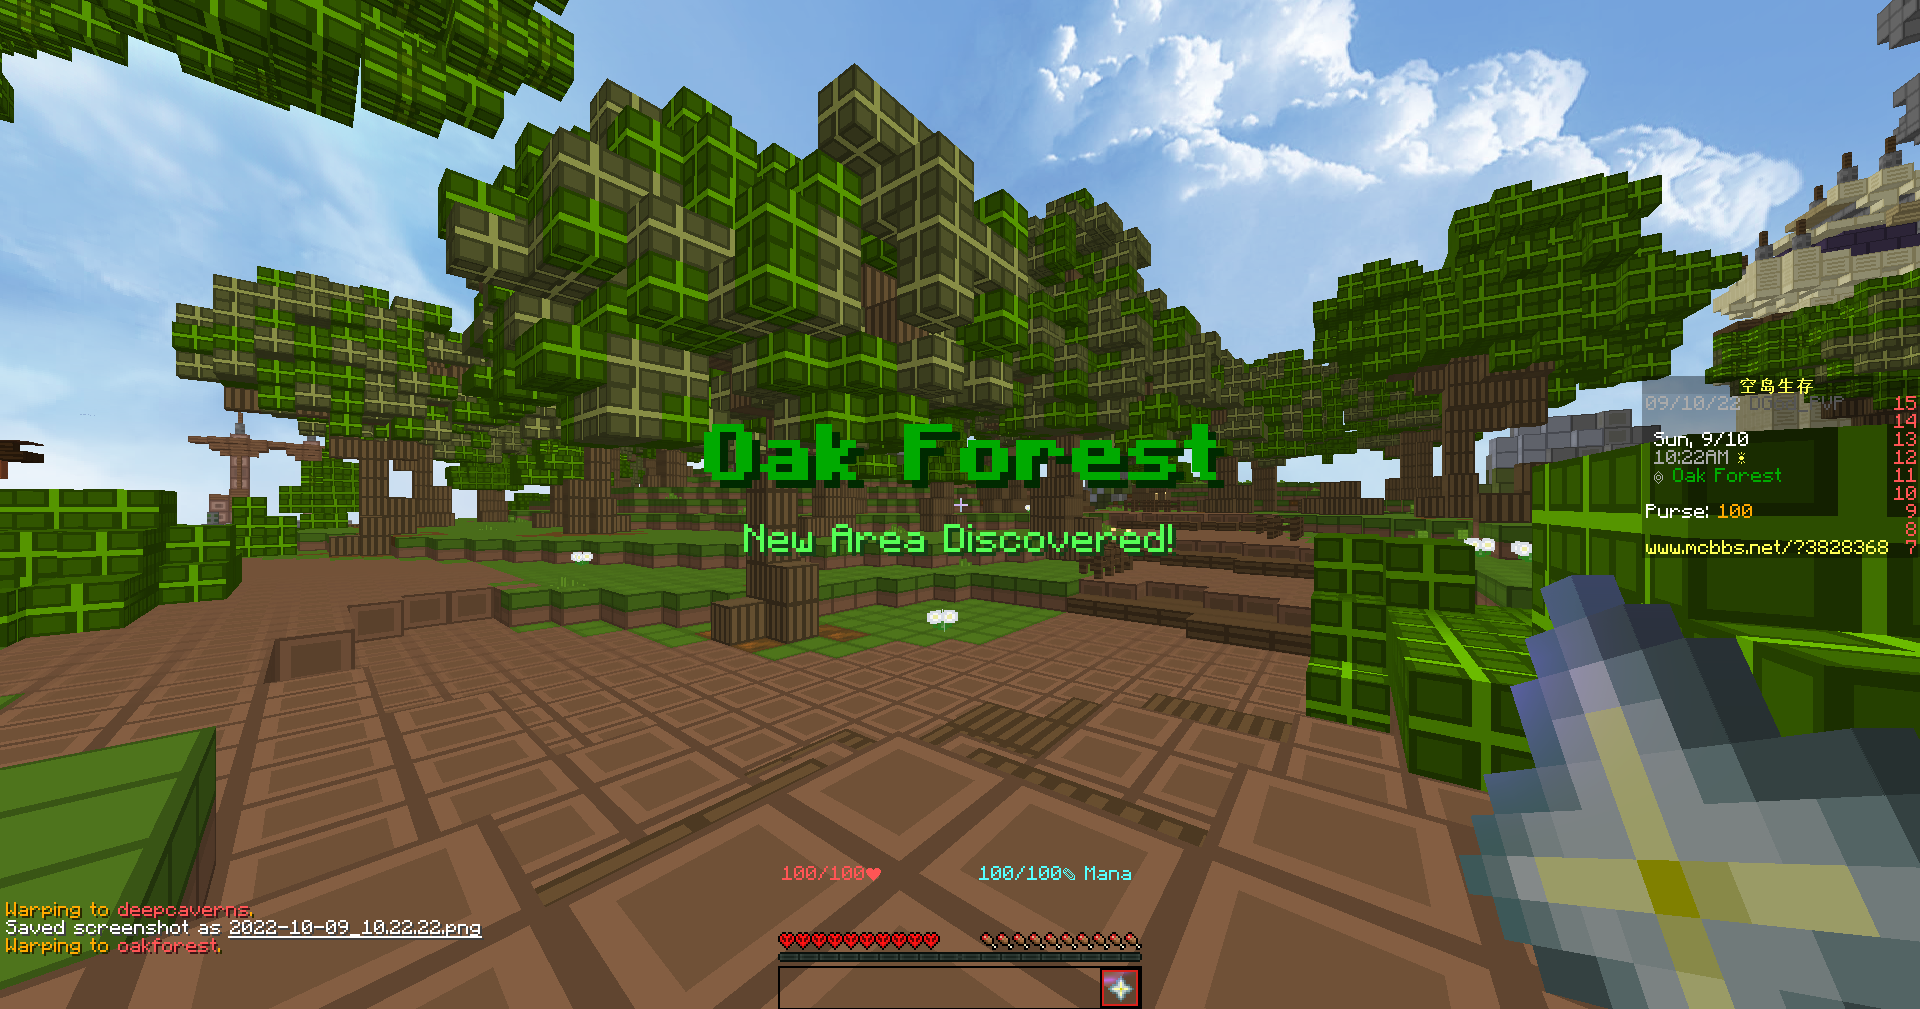 Oak Forest
New Area Discovered!
空岛生存
09/10/22
15
14
Sun, 9/10
13
10:22AM ☀
12
Oak Forest
11
10
Purse: 100
9
8
www.mcbbs.net/?3828368
7
100/100❤
100/100✎ Mana
Warping to deepcaverns.
Saved screenshot as 2022-10-09_10.22.22.png
Warping to oakforest.